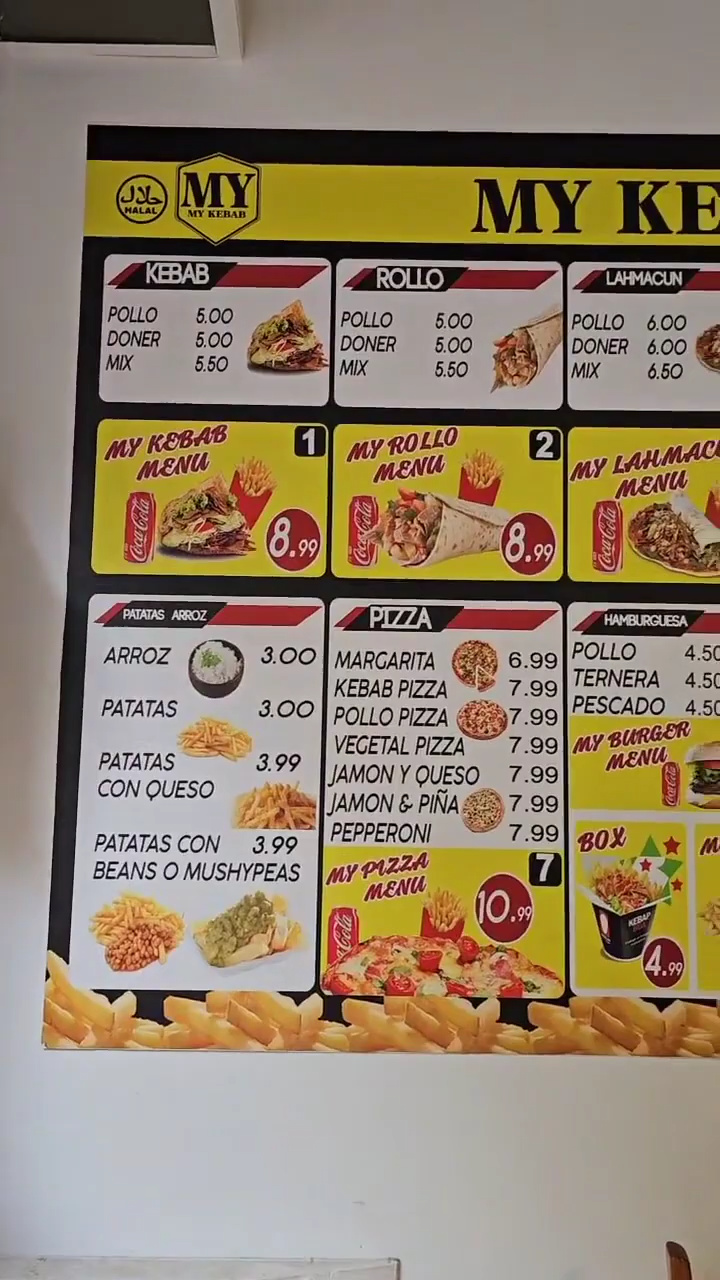 حلال
HALAL
MY
MY KEBAB
MY KE
KEBAB
POLLO 5.00
DONER 5.00
MIX 5.50
ROLLO
POLLO 5.00
DONER 5.00
MIX 5.50
LAHMACUN
POLLO 6.00
DONER 6.00
MIX 6.50
MY KEBAB
MENU
1
Coca-Cola
8.99
MY ROLLO
MENU
2
Coca-Cola
8.99
MY LAHMACU
MENU
Coca-Cola
PATATAS ARROZ
ARROZ 3.00
PATATAS 3.00
PATATAS 3.99
CON QUESO
PATATAS CON 3.99
BEANS O MUSHYPEAS
PIZZA
MARGARITA 6.99
KEBAB PIZZA 7.99
POLLO PIZZA 7.99
VEGETAL PIZZA 7.99
JAMON Y QUESO 7.99
JAMON & PIÑA 7.99
PEPPERONI 7.99
MY PIZZA
MENU
7
Coca-Cola
10.99
HAMBURGUESA
POLLO 4.50
TERNERA 4.50
PESCADO 4.50
MY BURGER
MENU
Coca-Cola
BOX
KEBAP
4.99
M